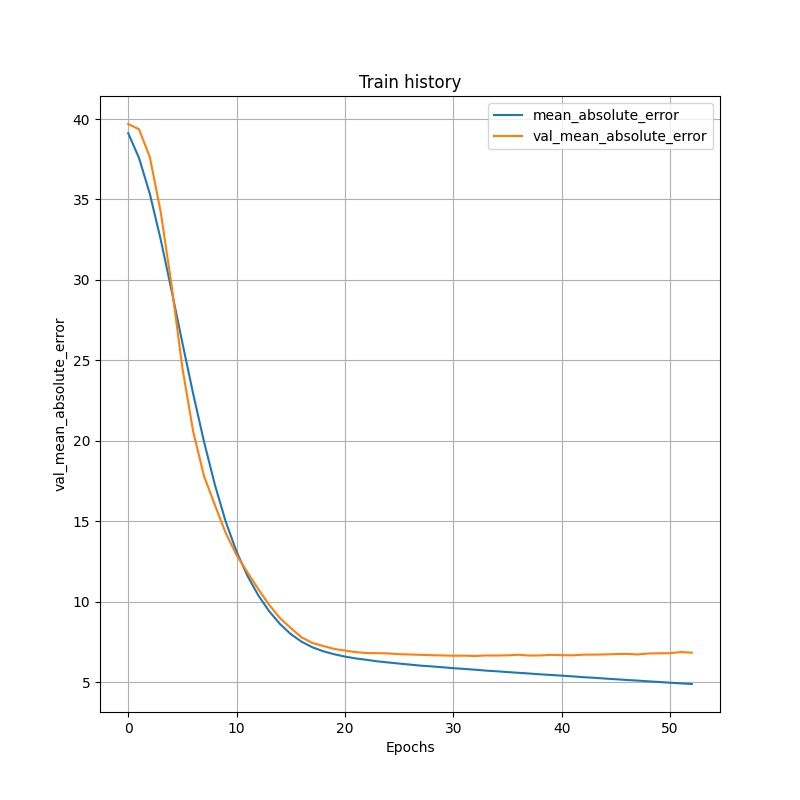 Train history
mean_absolute_error
val_mean_absolute_error
val_mean_absolute_error
40
35
30
25
20
15
10
5
0 10 20 30 40 50
Epochs